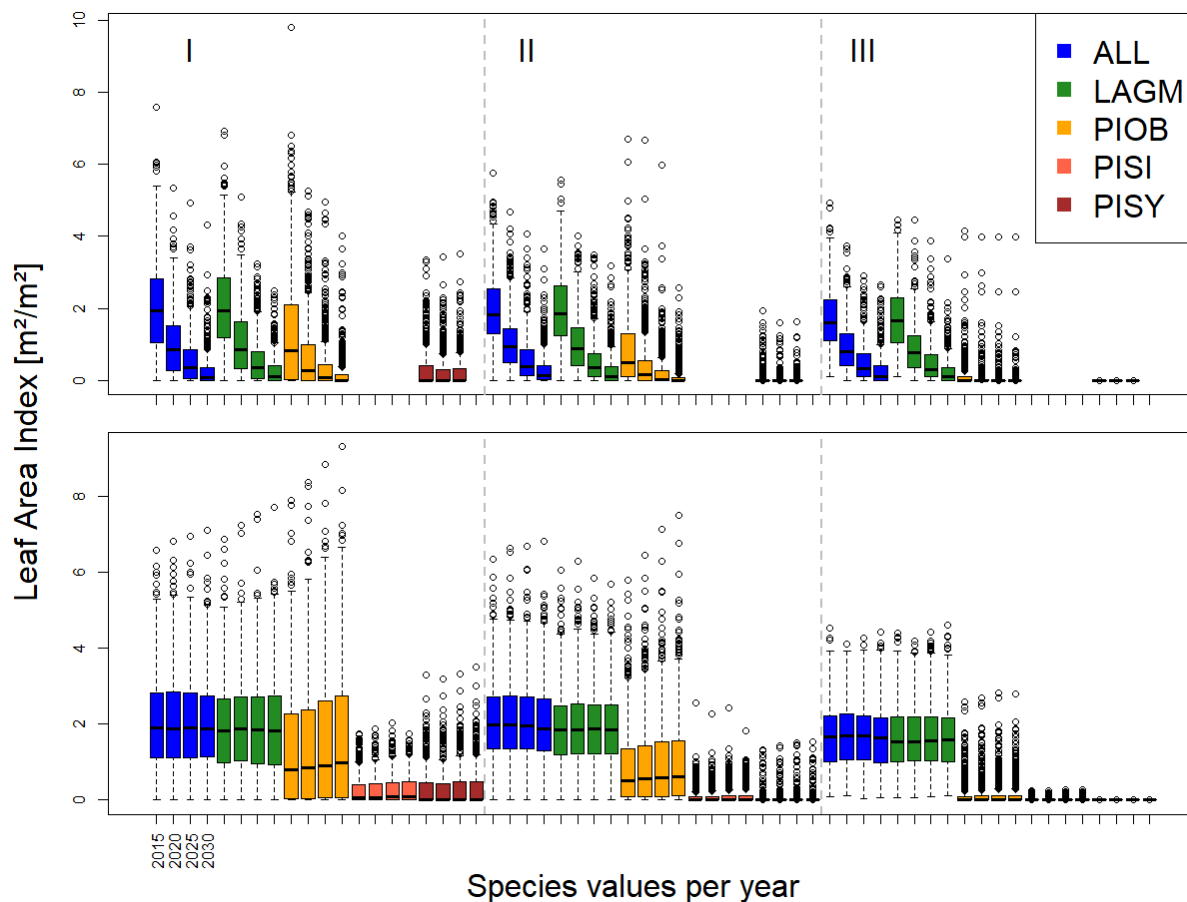 10
I
II
III
ALL
LAGM
PIOB
PISI
PISY
8
6
4
2
0
Leaf Area Index [m²/m²]
8
6
4
2
0
2015
2020
2025
2030
Species values per year